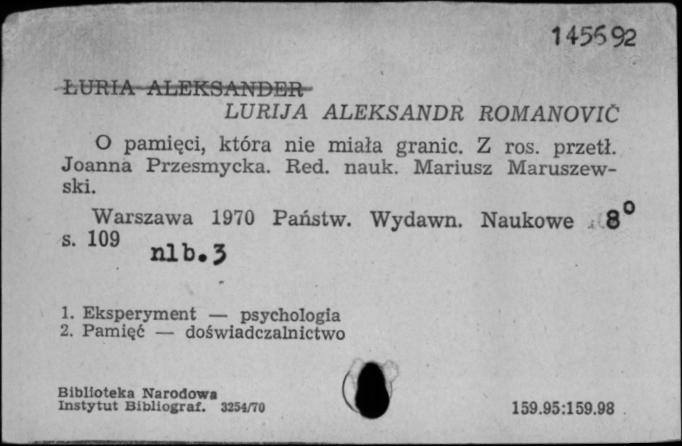 145692
ŁURIA ALEKSANDER
LURIJA ALEKSANDR ROMANOVIČ
O pamięci, która nie miała granic. Z ros. przetł.
Joanna Przesmycka. Red. nauk. Mariusz Maruszew-
ski.
Warszawa 1970 Państw. Wydawn. Naukowe 8°
s. 109 nlb. 3
1. Eksperyment — psychologia
2. Pamięć — doświadczalnictwo
Biblioteka Narodowa
Instytut Bibliograf. 3254/70
159.95:159.98